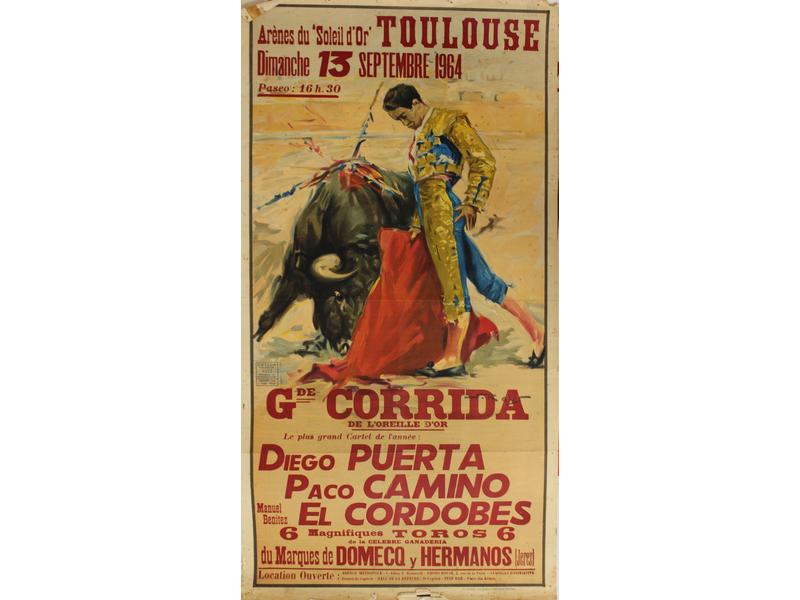 Arènes du "Soleil d'Or" TOULOUSE
Dimanche 13 SEPTEMBRE 1964
Paseo : 16 h. 30
GDE CORRIDA
DE L'OREILLE D'OR
Le plus grand Cartel de l'année :
DIEGO PUERTA
PACO CAMINO
Manuel Benitez EL CORDOBES
6 Magnifiques TOROS 6
de la CELEBRE GANADERIA
du Marques de DOMECQ y HERMANOS (Jerez)
Location Ouverte